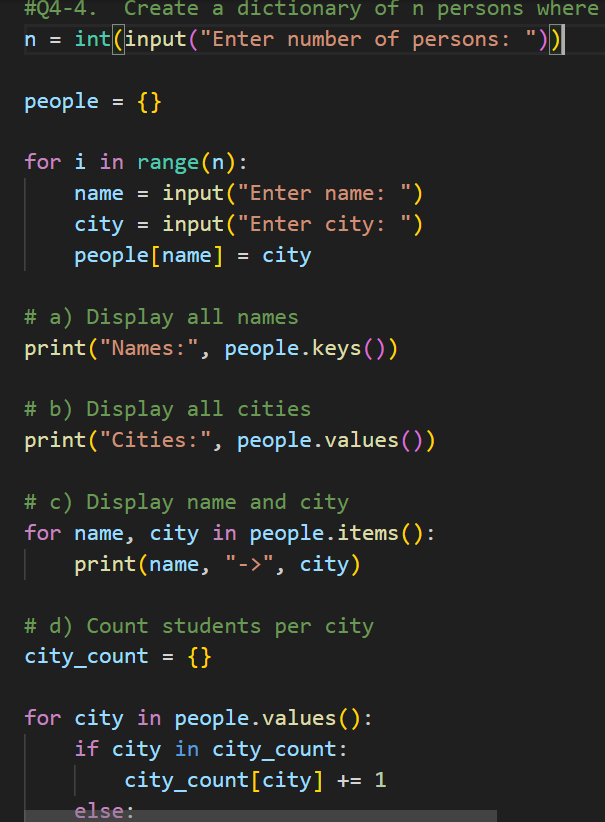 #Q4-4.  Create a dictionary of n persons where
n = int(input("Enter number of persons: "))
people = {}
for i in range(n):
    name = input("Enter name: ")
    city = input("Enter city: ")
    people[name] = city
# a) Display all names
print("Names:", people.keys())
# b) Display all cities
print("Cities:", people.values())
# c) Display name and city
for name, city in people.items():
    print(name, "->", city)
# d) Count students per city
city_count = {}
for city in people.values():
    if city in city_count:
        city_count[city] += 1
    else: